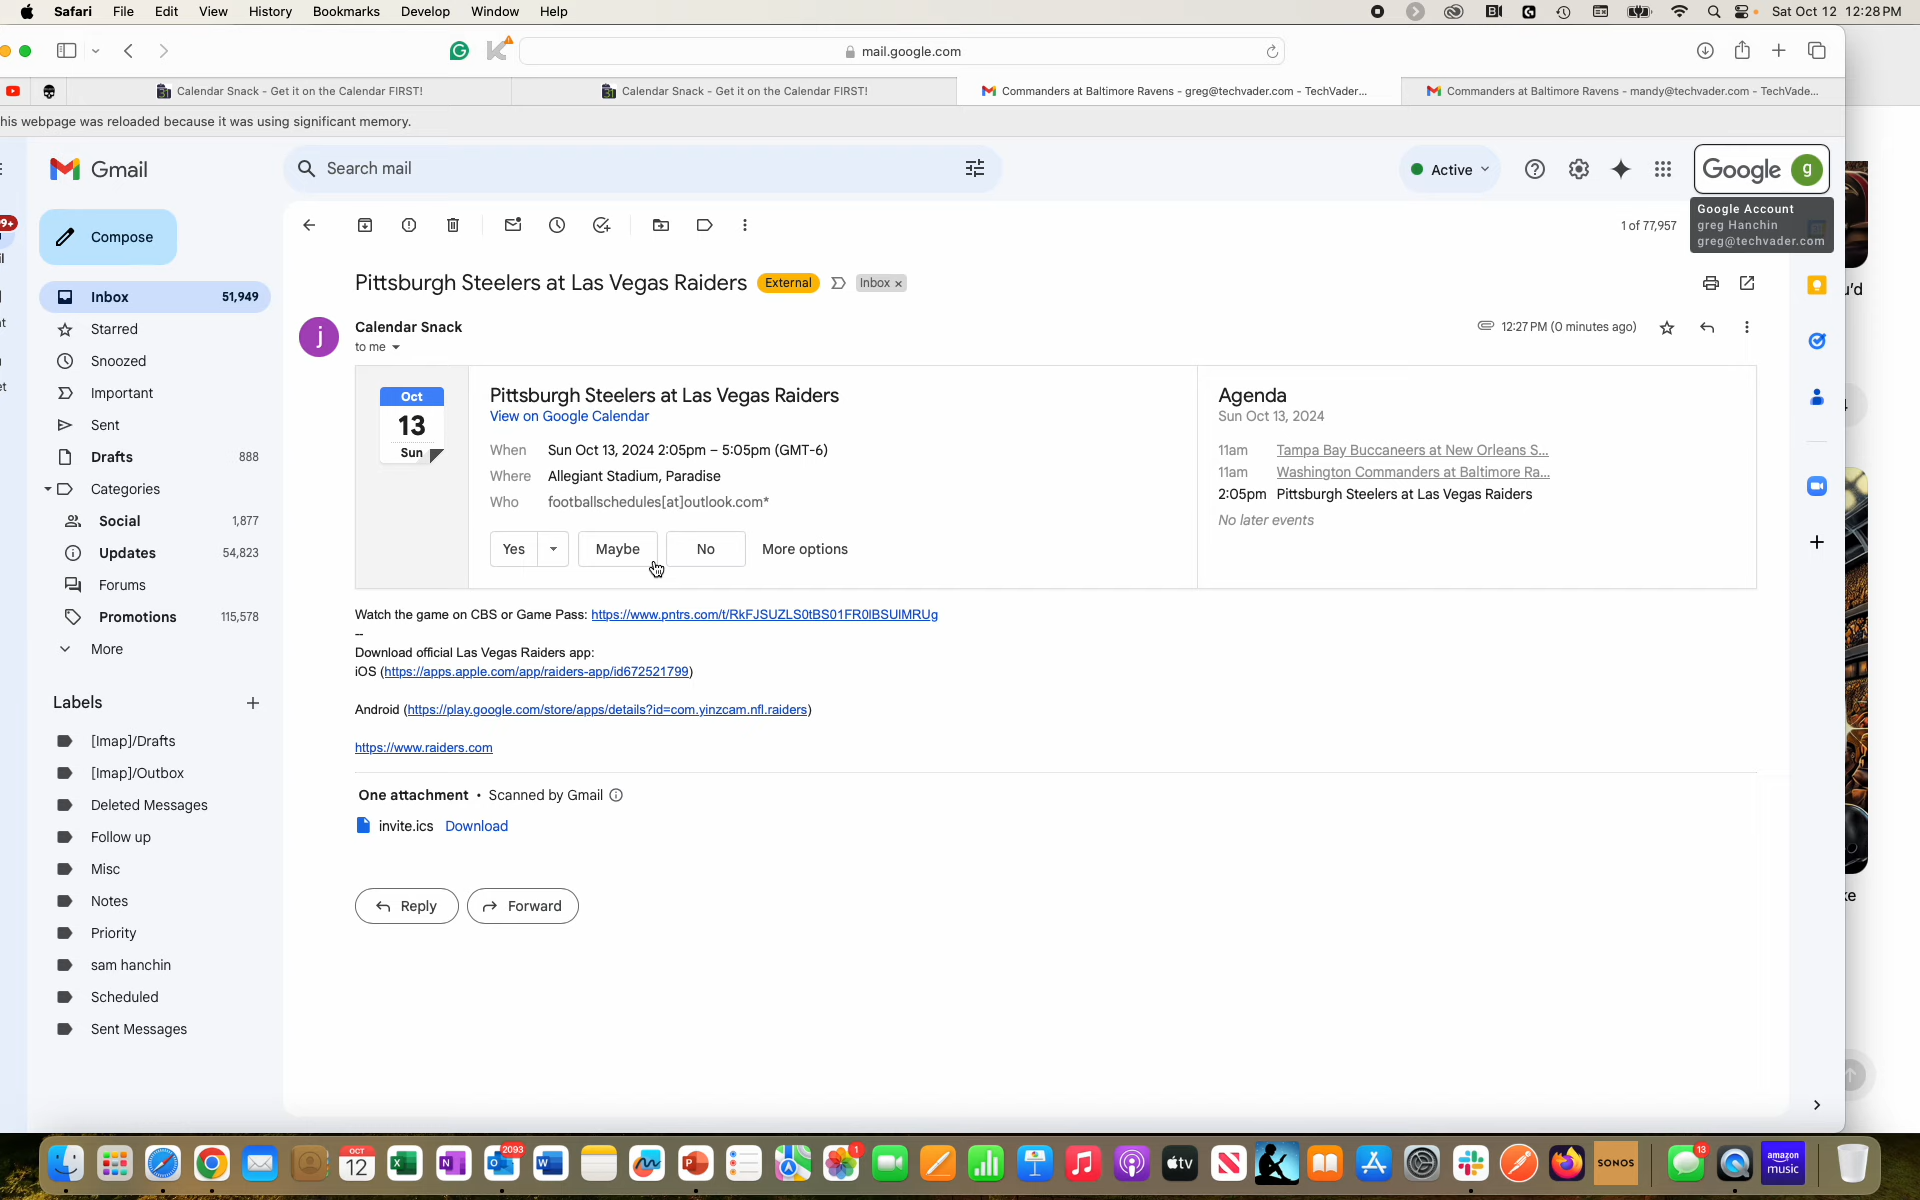 Safari File Edit View History Bookmarks Develop Window Help Sat Oct 12 12:28 PM
mail.google.com
Calendar Snack - Get it on the Calendar FIRST!
Calendar Snack - Get it on the Calendar FIRST!
Commanders at Baltimore Ravens - greg@techvader.com - TechVader...
Commanders at Baltimore Ravens - mandy@techvader.com - TechVade...
his webpage was reloaded because it was using significant memory.
Gmail
Search mail
Active
Google g
Google Account
greg Hanchin
greg@techvader.com
9+
Compose
1 of 77,957
Inbox 51,949
Starred
Snoozed
Important
Sent
Drafts 888
Categories
Social 1,877
Updates 54,823
Forums
Promotions 115,578
More
Labels
[Imap]/Drafts
[Imap]/Outbox
Deleted Messages
Follow up
Misc
Notes
Priority
sam hanchin
Scheduled
Sent Messages
Pittsburgh Steelers at Las Vegas Raiders External Inbox ×
j
Calendar Snack
12:27 PM (0 minutes ago)
to me
Oct
13
Sun
Pittsburgh Steelers at Las Vegas Raiders
View on Google Calendar
When Sun Oct 13, 2024 2:05pm – 5:05pm (GMT-6)
Where Allegiant Stadium, Paradise
Who footballschedules[at]outlook.com*
Yes Maybe No More options
Agenda
Sun Oct 13, 2024
11am Tampa Bay Buccaneers at New Orleans S...
11am Washington Commanders at Baltimore Ra...
2:05pm Pittsburgh Steelers at Las Vegas Raiders
No later events
Watch the game on CBS or Game Pass: https://www.pntrs.com/t/RkFJSUZLS0tBS01FR0lBSUlMRUg
--
Download official Las Vegas Raiders app:
iOS (https://apps.apple.com/app/raiders-app/id672521799)
Android (https://play.google.com/store/apps/details?id=com.yinzcam.nfl.raiders)
https://www.raiders.com
One attachment • Scanned by Gmail
invite.ics Download
Reply Forward
u'd
ke
OCT
12
2093
1
tv
SONOS
13
amazon
music